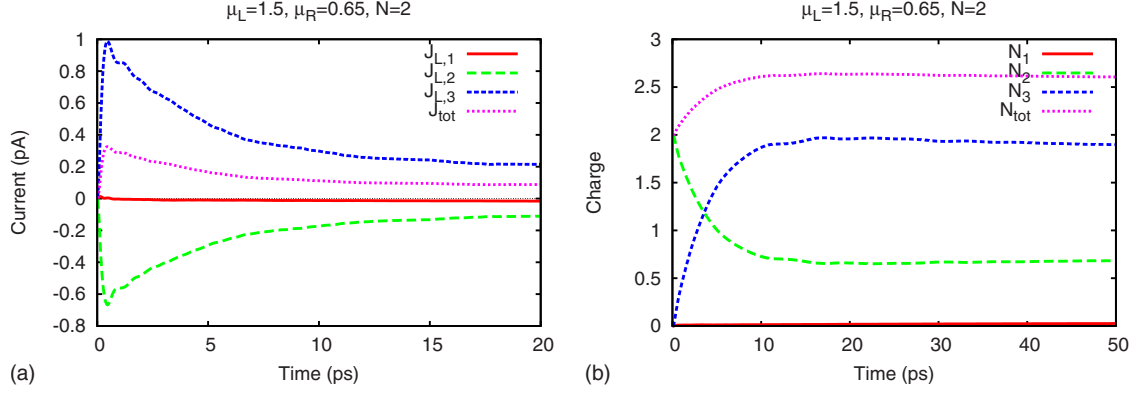 μL=1.5, μR=0.65, N=2
1
0.8
0.6
0.4
0.2
0
-0.2
-0.4
-0.6
-0.8
Current (pA)
JL,1
JL,2
JL,3
Jtot
0 5 10 15 20
Time (ps)
(a)
μL=1.5, μR=0.65, N=2
3
2.5
2
1.5
1
0.5
0
Charge
N1
N2
N3
Ntot
0 10 20 30 40 50
Time (ps)
(b)